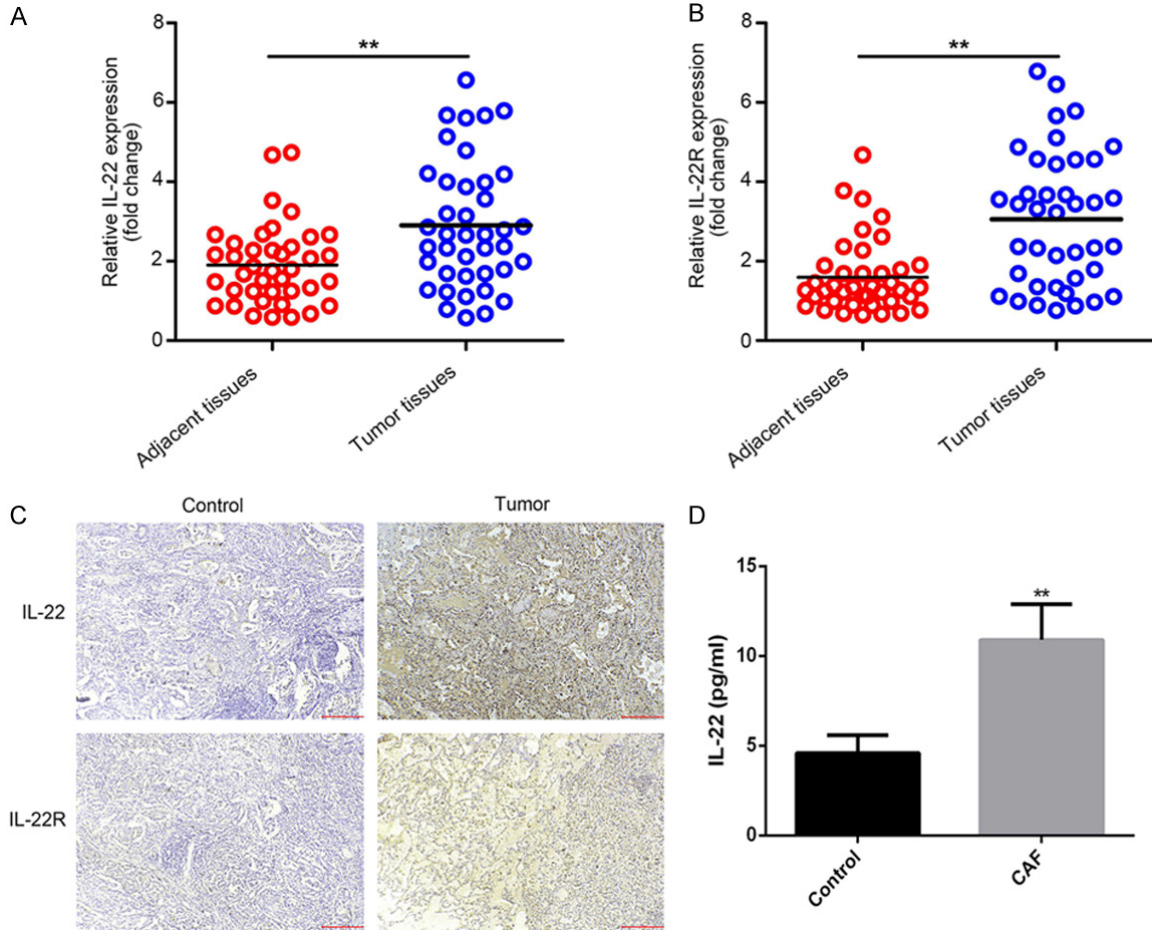 A
Relative IL-22 expression
(fold change)
8
6
4
2
0
**
Adjacent tissues
Tumor tissues
B
Relative IL-22R expression
(fold change)
8
6
4
2
0
**
Adjacent tissues
Tumor tissues
C
Control
Tumor
IL-22
IL-22R
D
IL-22 (pg/ml)
15
10
5
0
**
Control
CAF